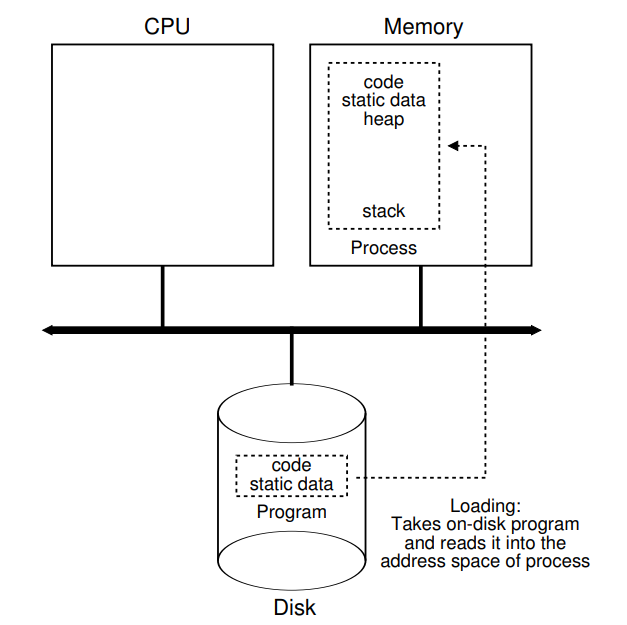 CPU
Memory
code
static data
heap
stack
Process
code
static data
Program
Loading:
Takes on-disk program
and reads it into the
address space of process
Disk